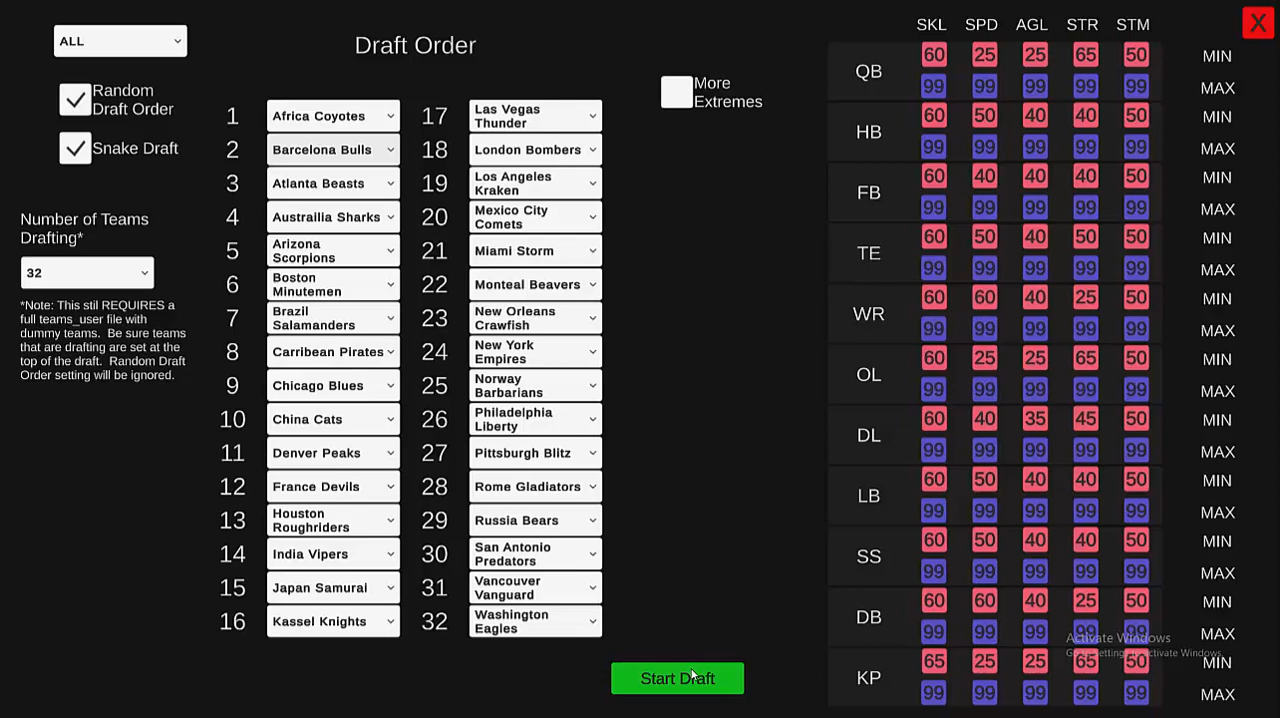 ALL
Random
Draft Order
Snake Draft
Number of Teams
Drafting*
32
*Note: This stil REQUIRES a
full teams_user file with
dummy teams. Be sure teams
that are drafting are set at the
top of the draft. Random Draft
Order setting will be ignored.
Draft Order
1 Africa Coyotes
2 Barcelona Bulls
3 Atlanta Beasts
4 Austrailia Sharks
5 Arizona
Scorpions
6 Boston
Minutemen
7 Brazil
Salamanders
8 Carribean Pirates
9 Chicago Blues
10 China Cats
11 Denver Peaks
12 France Devils
13 Houston
Roughriders
14 India Vipers
15 Japan Samurai
16 Kassel Knights
17 Las Vegas
Thunder
18 London Bombers
19 Los Angeles
Kraken
20 Mexico City
Comets
21 Miami Storm
22 Monteal Beavers
23 New Orleans
Crawfish
24 New York
Empires
25 Norway
Barbarians
26 Philadelphia
Liberty
27 Pittsburgh Blitz
28 Rome Gladiators
29 Russia Bears
30 San Antonio
Predators
31 Vancouver
Vanguard
32 Washington
Eagles
More
Extremes
Start Draft
X
SKL SPD AGL STR STM
QB
60 25 25 65 50 MIN
99 99 99 99 99 MAX
HB
60 50 40 40 50 MIN
99 99 99 99 99 MAX
FB
60 40 40 40 50 MIN
99 99 99 99 99 MAX
TE
60 50 40 50 50 MIN
99 99 99 99 99 MAX
WR
60 60 40 25 50 MIN
99 99 99 99 99 MAX
OL
60 25 25 65 50 MIN
99 99 99 99 99 MAX
DL
60 40 35 45 50 MIN
99 99 99 99 99 MAX
LB
60 50 40 40 50 MIN
99 99 99 99 99 MAX
SS
60 50 40 40 50 MIN
99 99 99 99 99 MAX
DB
60 60 40 25 50 MIN
99 99 99 99 99 MAX
KP
65 25 25 65 50 MIN
99 99 99 99 99 MAX
Activate Windows
Go to Settings to activate Windows.